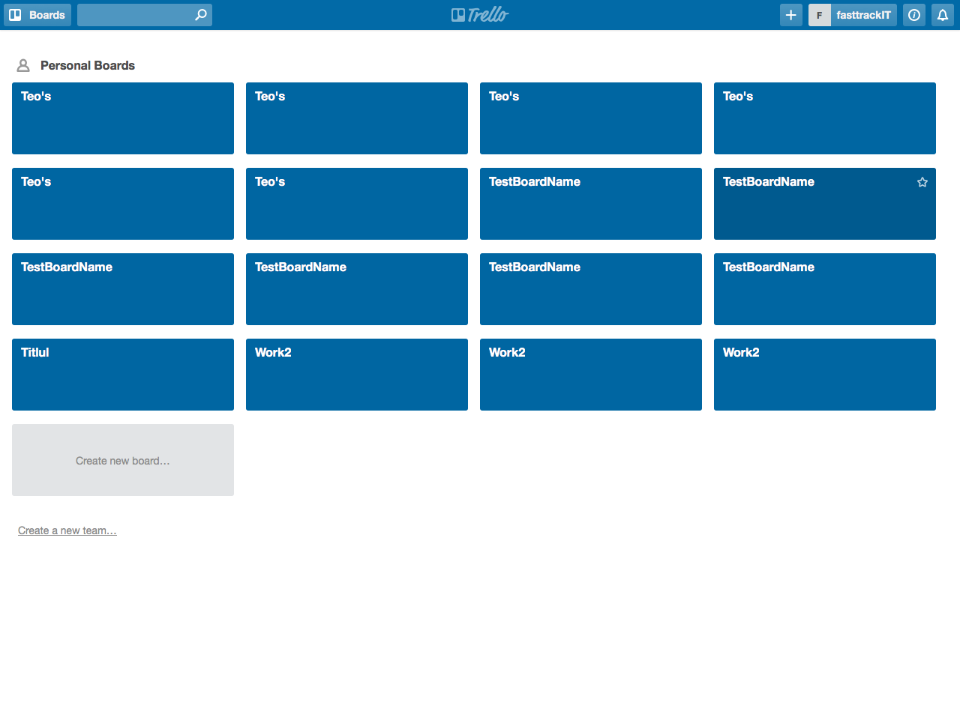 Boards Trello F fasttrackIT
Personal Boards
Teo's Teo's Teo's Teo's
Teo's Teo's TestBoardName TestBoardName
TestBoardName TestBoardName TestBoardName TestBoardName
Titlul Work2 Work2 Work2
Create new board…
Create a new team…